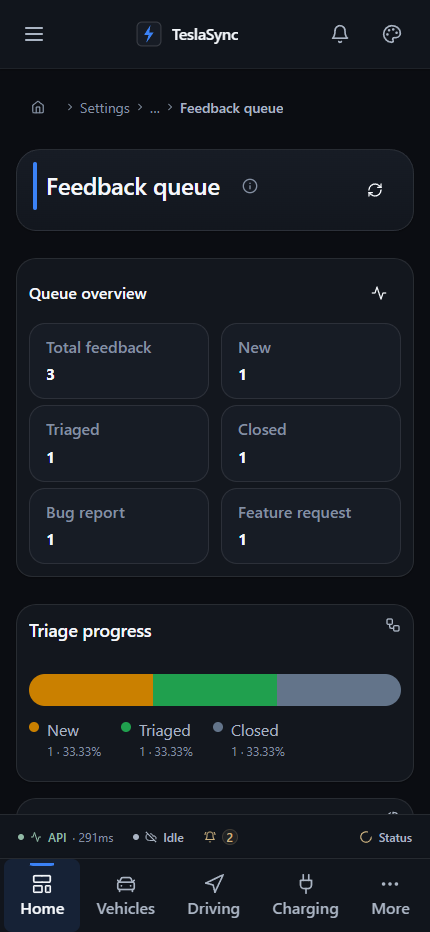 TeslaSync
Settings ... Feedback queue
Feedback queue
Queue overview
Total feedback
3
New
1
Triaged
1
Closed
1
Bug report
1
Feature request
1
Triage progress
New
1 · 33.33%
Triaged
1 · 33.33%
Closed
1 · 33.33%
API · 291ms Idle 2 Status
Home Vehicles Driving Charging More